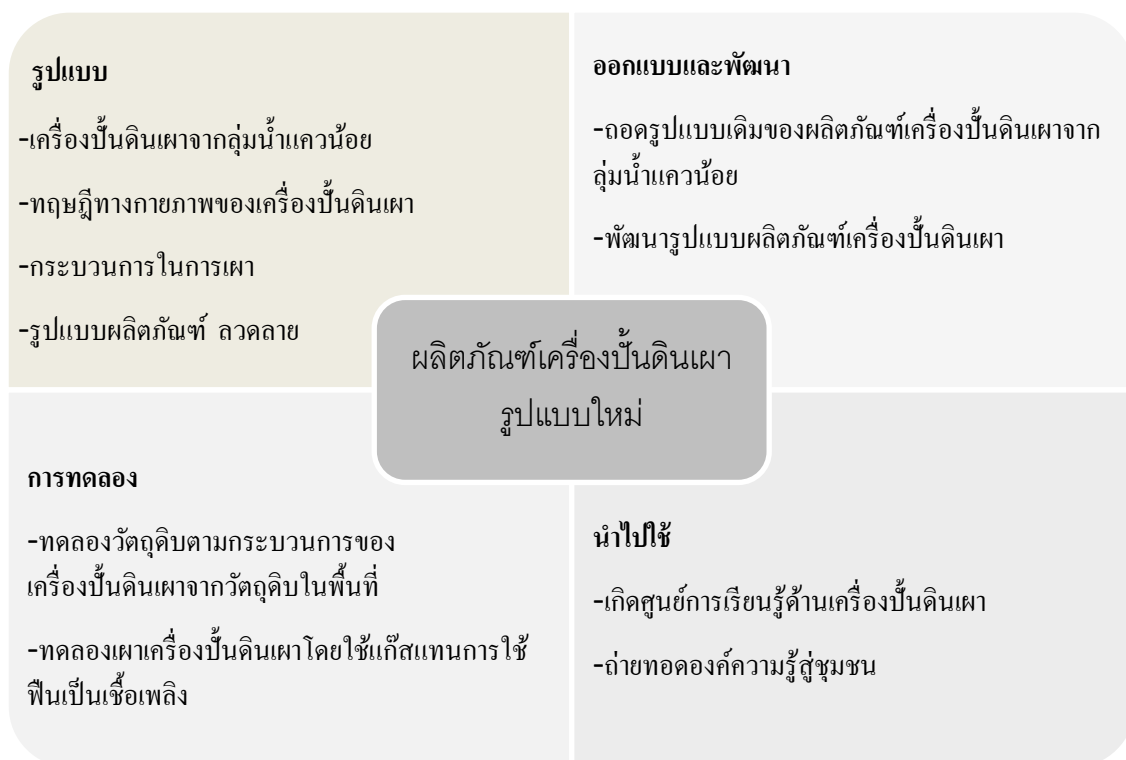 รูปแบบ
-เครื่องปั้นดินเผาจากลุ่มน้ำแควน้อย
-ทฤษฎีทางกายภาพของเครื่องปั้นดินเผา
-กระบวนการในการเผา
-รูปแบบผลิตภัณฑ์ ลวดลาย
ออกแบบและพัฒนา
-ถอดรูปแบบเดิมของผลิตภัณฑ์เครื่องปั้นดินเผาจาก
ลุ่มน้ำแควน้อย
-พัฒนารูปแบบผลิตภัณฑ์เครื่องปั้นดินเผา
ผลิตภัณฑ์เครื่องปั้นดินเผา
รูปแบบใหม่
การทดลอง
-ทดลองวัตถุดิบตามกระบวนการของ
เครื่องปั้นดินเผาจากวัตถุดิบในพื้นที่
-ทดลองเผาเครื่องปั้นดินเผาโดยใช้แก๊สแทนการใช้
ฟืนเป็นเชื้อเพลิง
นำไปใช้
-เกิดศูนย์การเรียนรู้ด้านเครื่องปั้นดินเผา
-ถ่ายทอดองค์ความรู้สู่ชุมชน